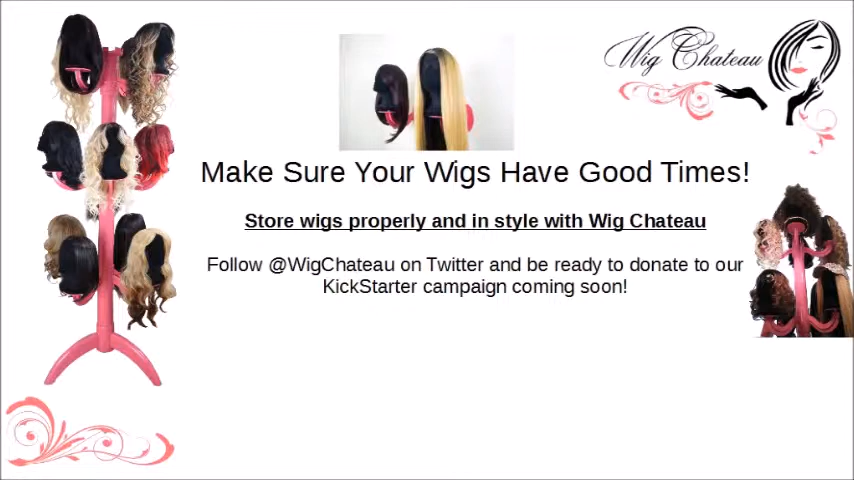 Wig Chateau
Make Sure Your Wigs Have Good Times!
Store wigs properly and in style with Wig Chateau
Follow @WigChateau on Twitter and be ready to donate to our
KickStarter campaign coming soon!